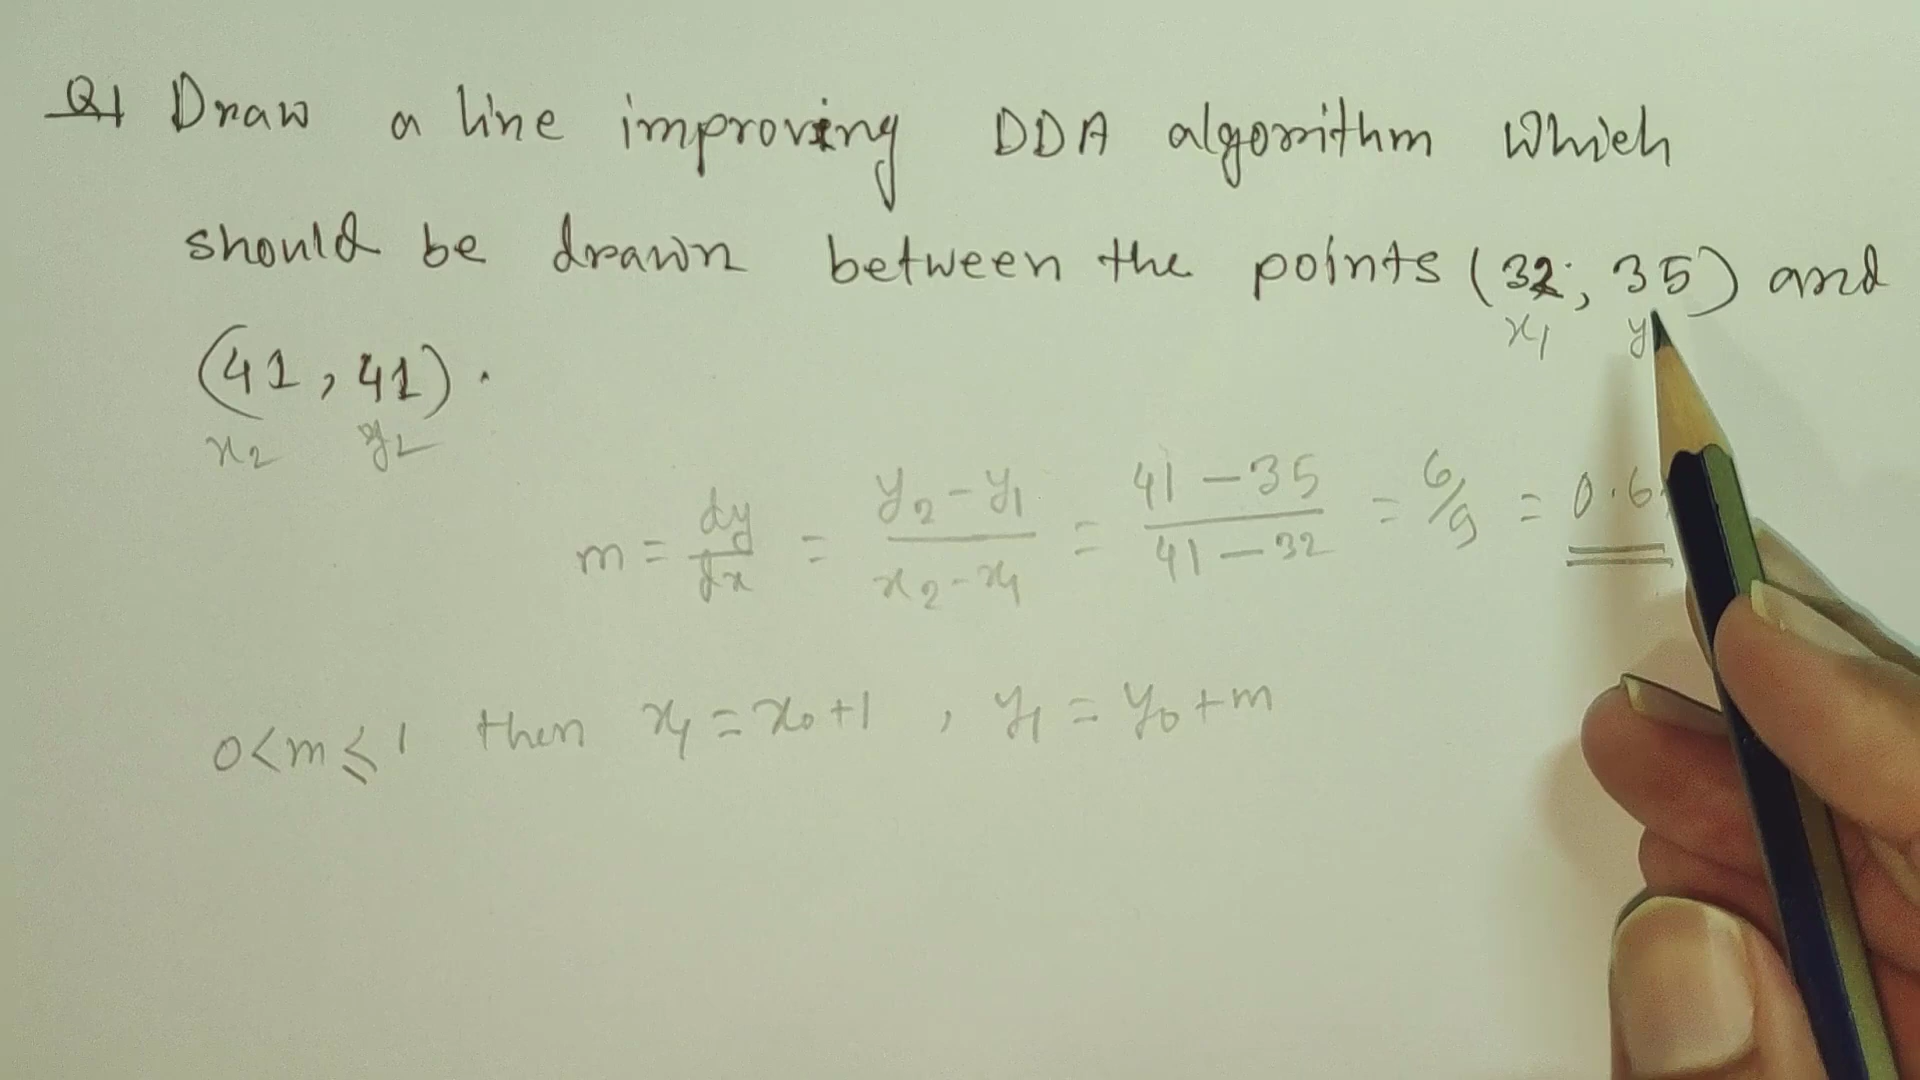 Q1 Draw a line improving DDA algorithm which
should be drawn between the points (32, 35) and
x1 y
(41, 41).
x2 y2
m = dy/dx = y2-y1/x2-x1 = 41-35/41-32 = 6/9 = 0.6
0<m≤1 then x1 = x0+1, y1 = y0+m